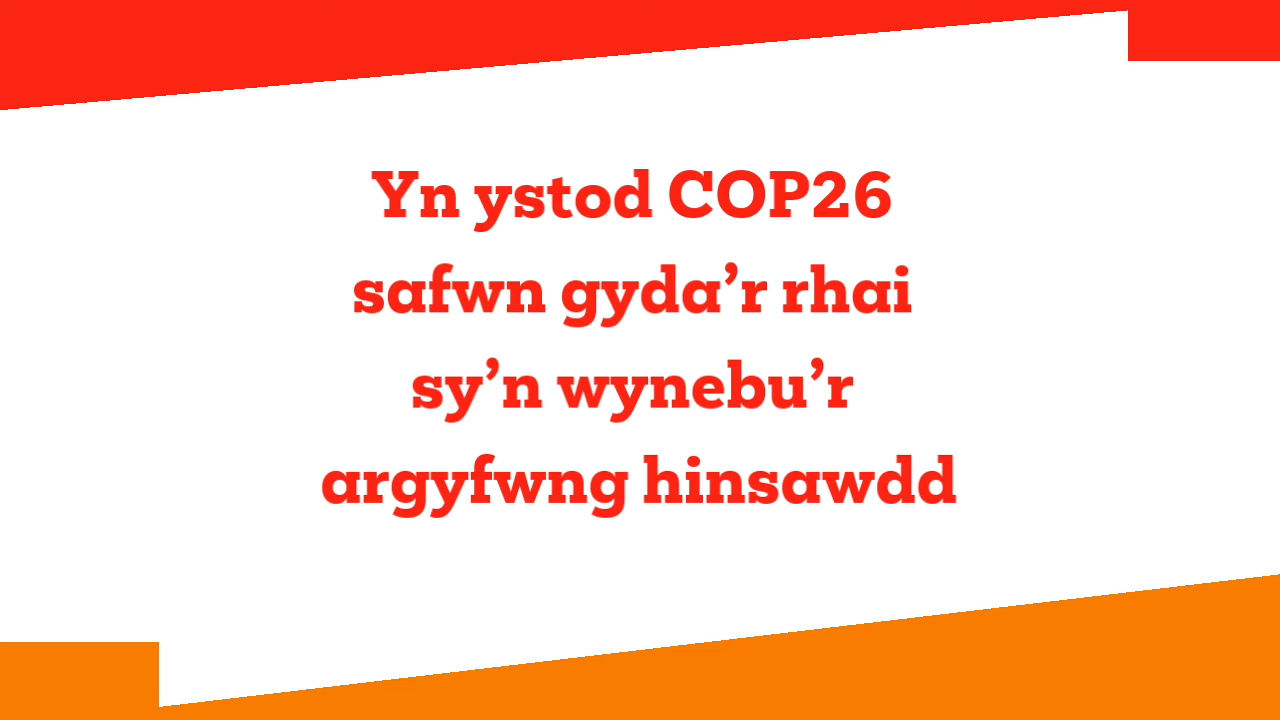 Yn ystod COP26
safwn gyda’r rhai
sy’n wynebu’r
argyfwng hinsawdd